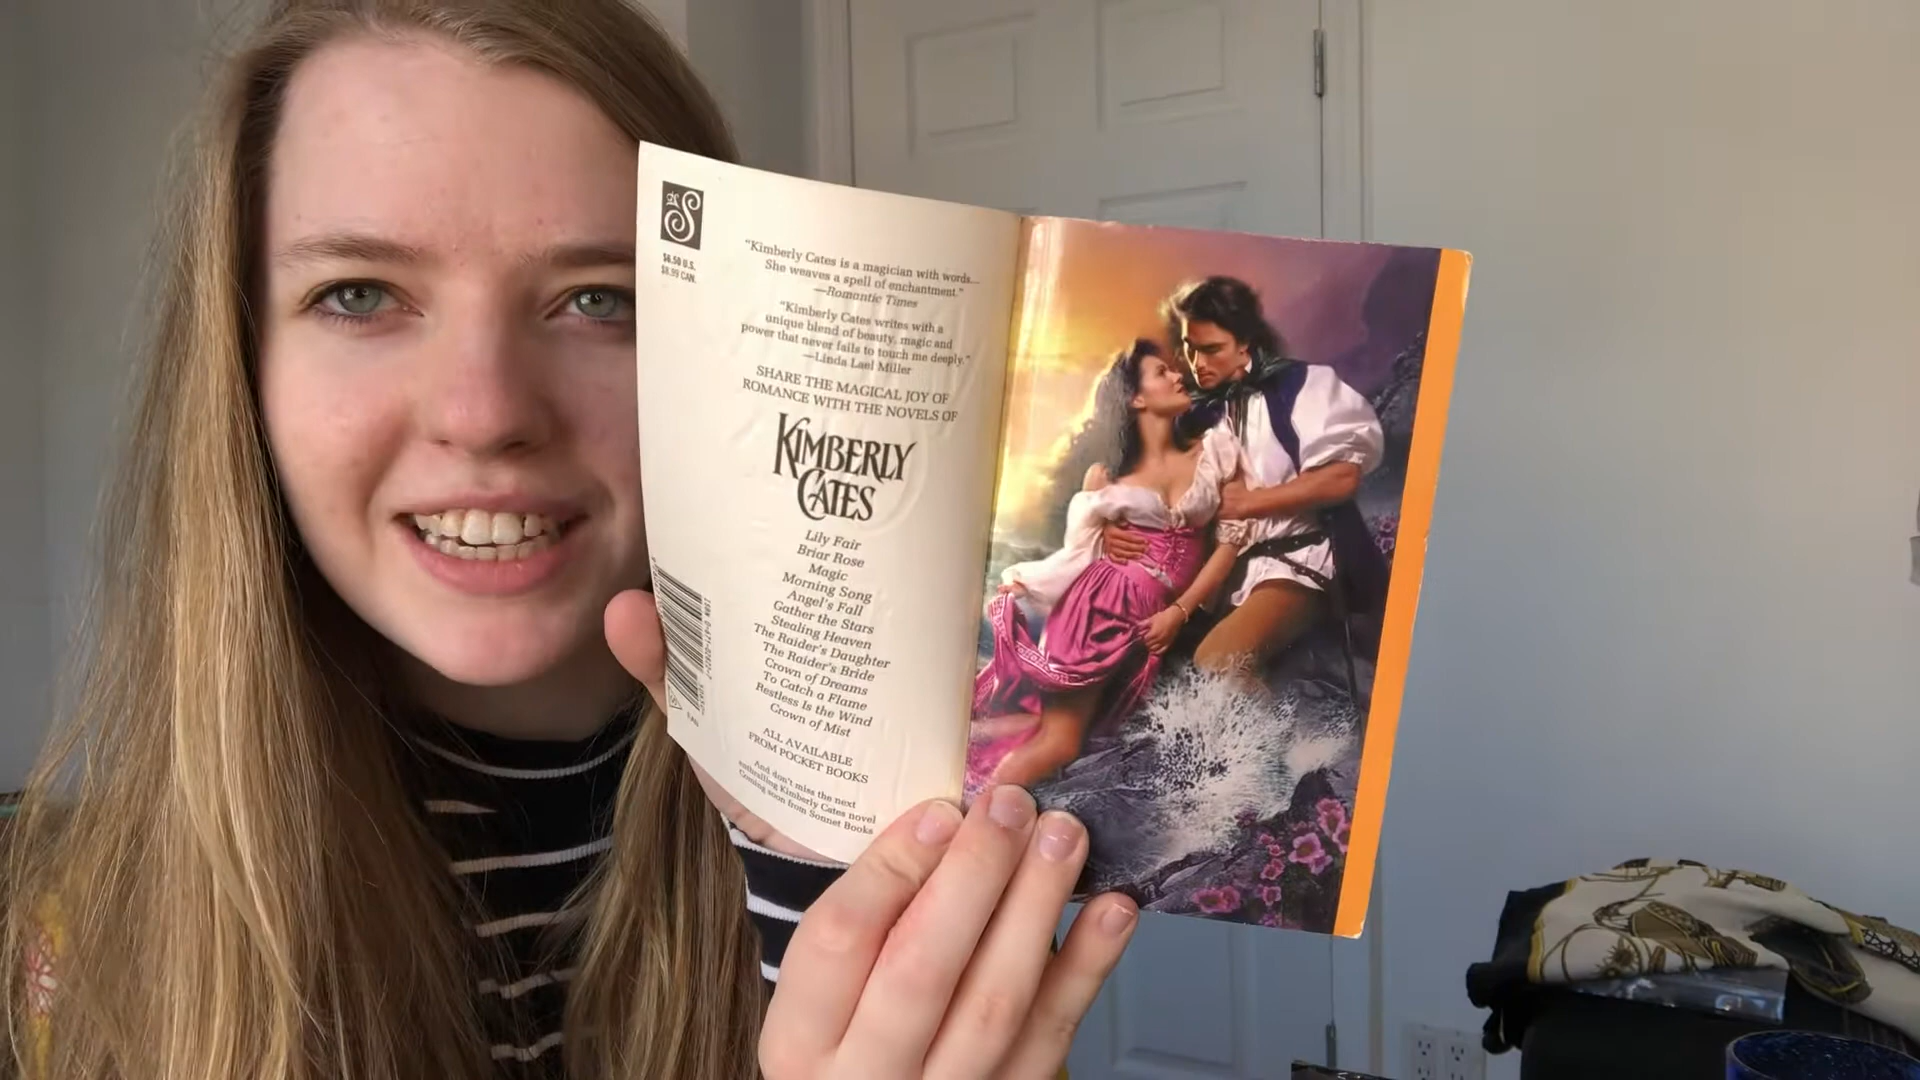 S
$6.50 U.S.
$8.99 CAN.
"Kimberly Cates is a magician with words...
She weaves a spell of enchantment."
—Romantic Times
"Kimberly Cates writes with a
unique blend of beauty, magic and
power that never fails to touch me deeply."
—Linda Lael Miller
SHARE THE MAGICAL JOY OF
ROMANCE WITH THE NOVELS OF
KIMBERLY
CATES
Lily Fair
Briar Rose
Magic
Morning Song
Angel's Fall
Gather the Stars
Stealing Heaven
The Raider's Daughter
The Raider's Bride
Crown of Dreams
To Catch a Flame
Restless Is the Wind
Crown of Mist
ALL AVAILABLE
FROM POCKET BOOKS
And don't miss the next
enthralling Kimberly Cates novel
Coming soon from Sonnet Books